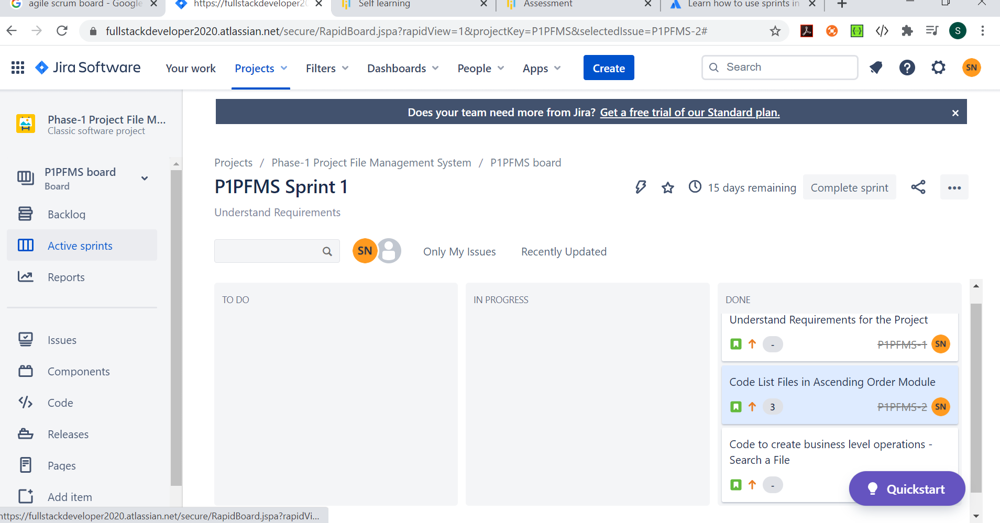 agile scrum board - Google
https://fullstackdeveloper20
Self learning
Assessment
Learn how to use sprints in
fullstackdeveloper2020.atlassian.net/secure/RapidBoard.jspa?rapidView=1&projectKey=P1PFMS&selectedIssue=P1PFMS-2#
S
Jira Software
Your work
Projects
Filters
Dashboards
People
Apps
Create
Search
SN
Does your team need more from Jira? Get a free trial of our Standard plan.
Phase-1 Project File M...
Classic software project
P1PFMS board
Board
Backlog
Active sprints
Reports
Issues
Components
Code
Releases
Pages
Add item
Projects / Phase-1 Project File Management System / P1PFMS board
P1PFMS Sprint 1
15 days remaining
Complete sprint
Understand Requirements
SN
Only My Issues
Recently Updated
TO DO
IN PROGRESS
DONE
Understand Requirements for the Project
- P1PFMS-1 SN
Code List Files in Ascending Order Module
3 P1PFMS-2 SN
Code to create business level operations -
Search a File
-
Quickstart
https://fullstackdeveloper2020.atlassian.net/secure/RapidBoard.jspa?rapidVi...